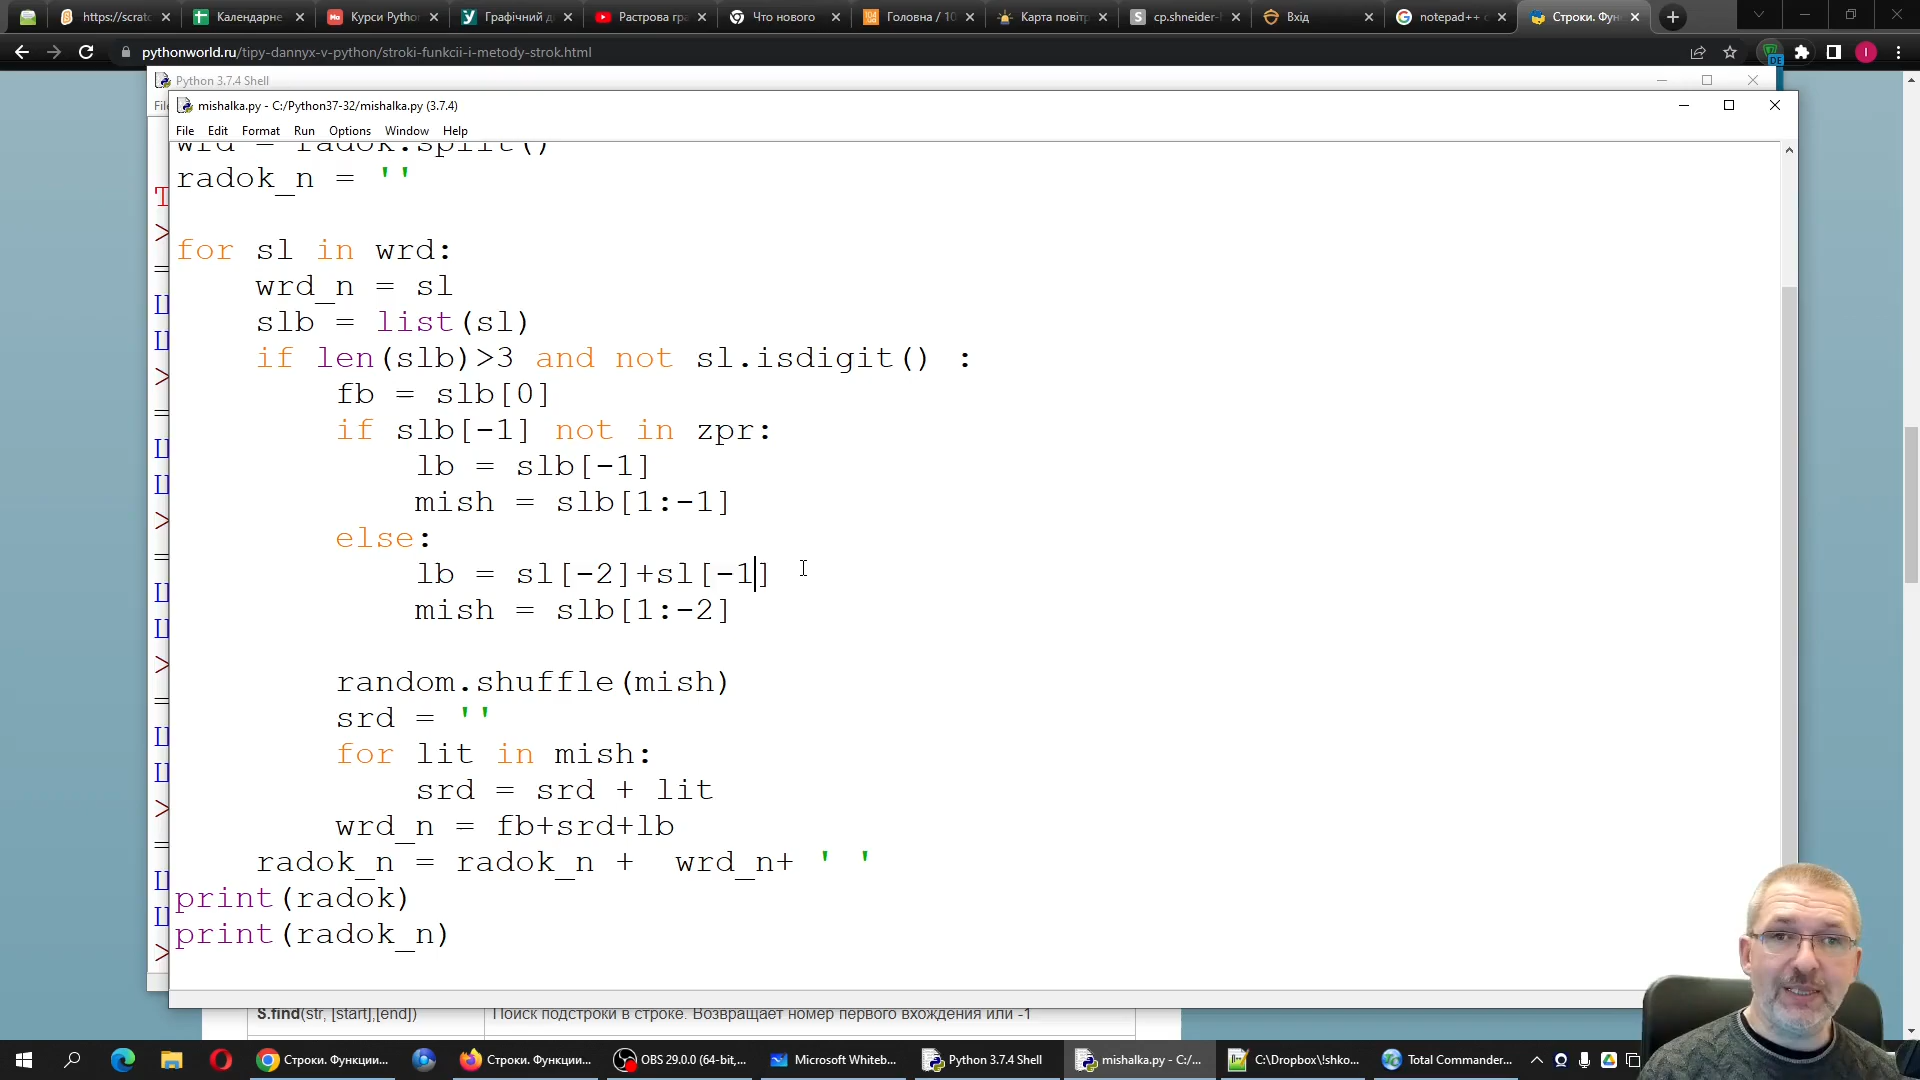 https://scratc
Календарне
Курси Pytho
Графічний д
Растрова гра
Что нового
Головна / 10
Карта повіт
cp.shneider-
Вхід
notepad++
Строки. Фун
pythonworld.ru/tipy-dannyx-v-python/stroki-funkcii-i-metody-strok.html
Python 3.7.4 Shell
mishalka.py - C:/Python37-32/mishalka.py (3.7.4)
File Edit Format Run Options Window Help
wrd = radok.split()
radok_n = ''
for sl in wrd:
    wrd_n = sl
    slb = list(sl)
    if len(slb)>3 and not sl.isdigit() :
        fb = slb[0]
        if slb[-1] not in zpr:
            lb = slb[-1]
            mish = slb[1:-1]
        else:
            lb = sl[-2]+sl[-1]
            mish = slb[1:-2]
        random.shuffle(mish)
        srd = ''
        for lit in mish:
            srd = srd + lit
        wrd_n = fb+srd+lb
    radok_n = radok_n +  wrd_n+ ' '
print(radok)
print(radok_n)
S.find(str, [start],[end]) Поиск подстроки в строке. Возвращает номер первого вхождения или -1
Строки. Функции... Строки. Функции... OBS 29.0.0 (64-bit,... Microsoft Whiteb... Python 3.7.4 Shell mishalka.py - C:/... C:\Dropbox\!shko... Total Commander...